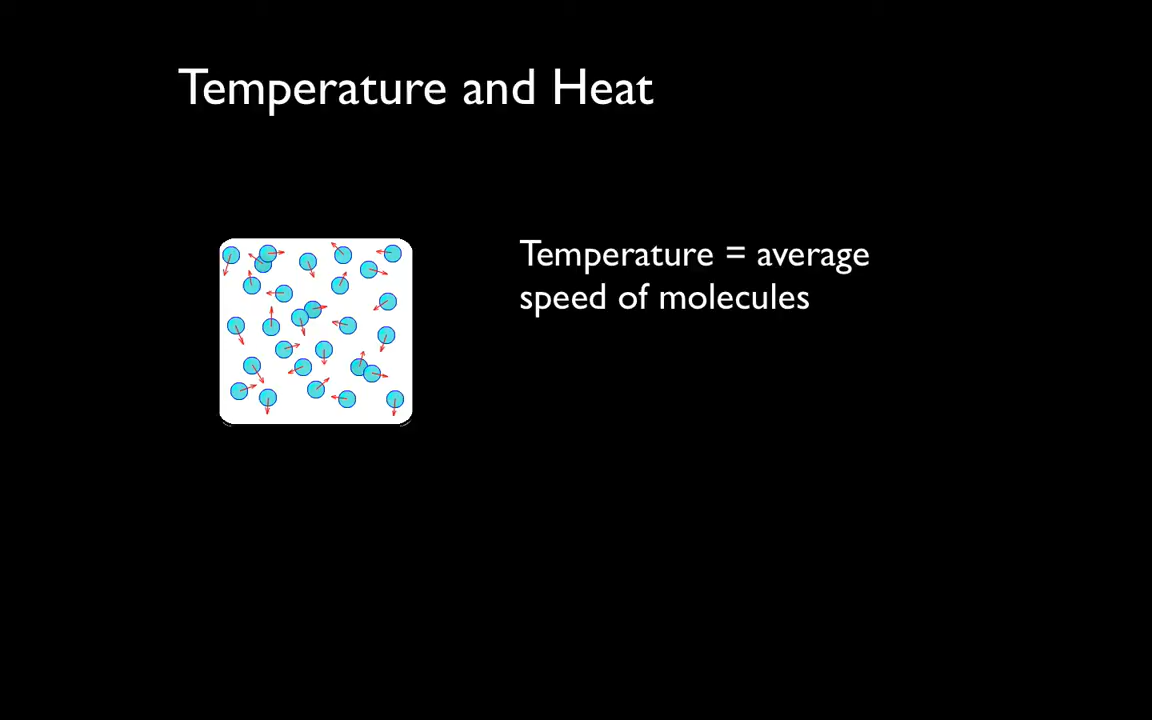 Temperature and Heat
Temperature = average
speed of molecules